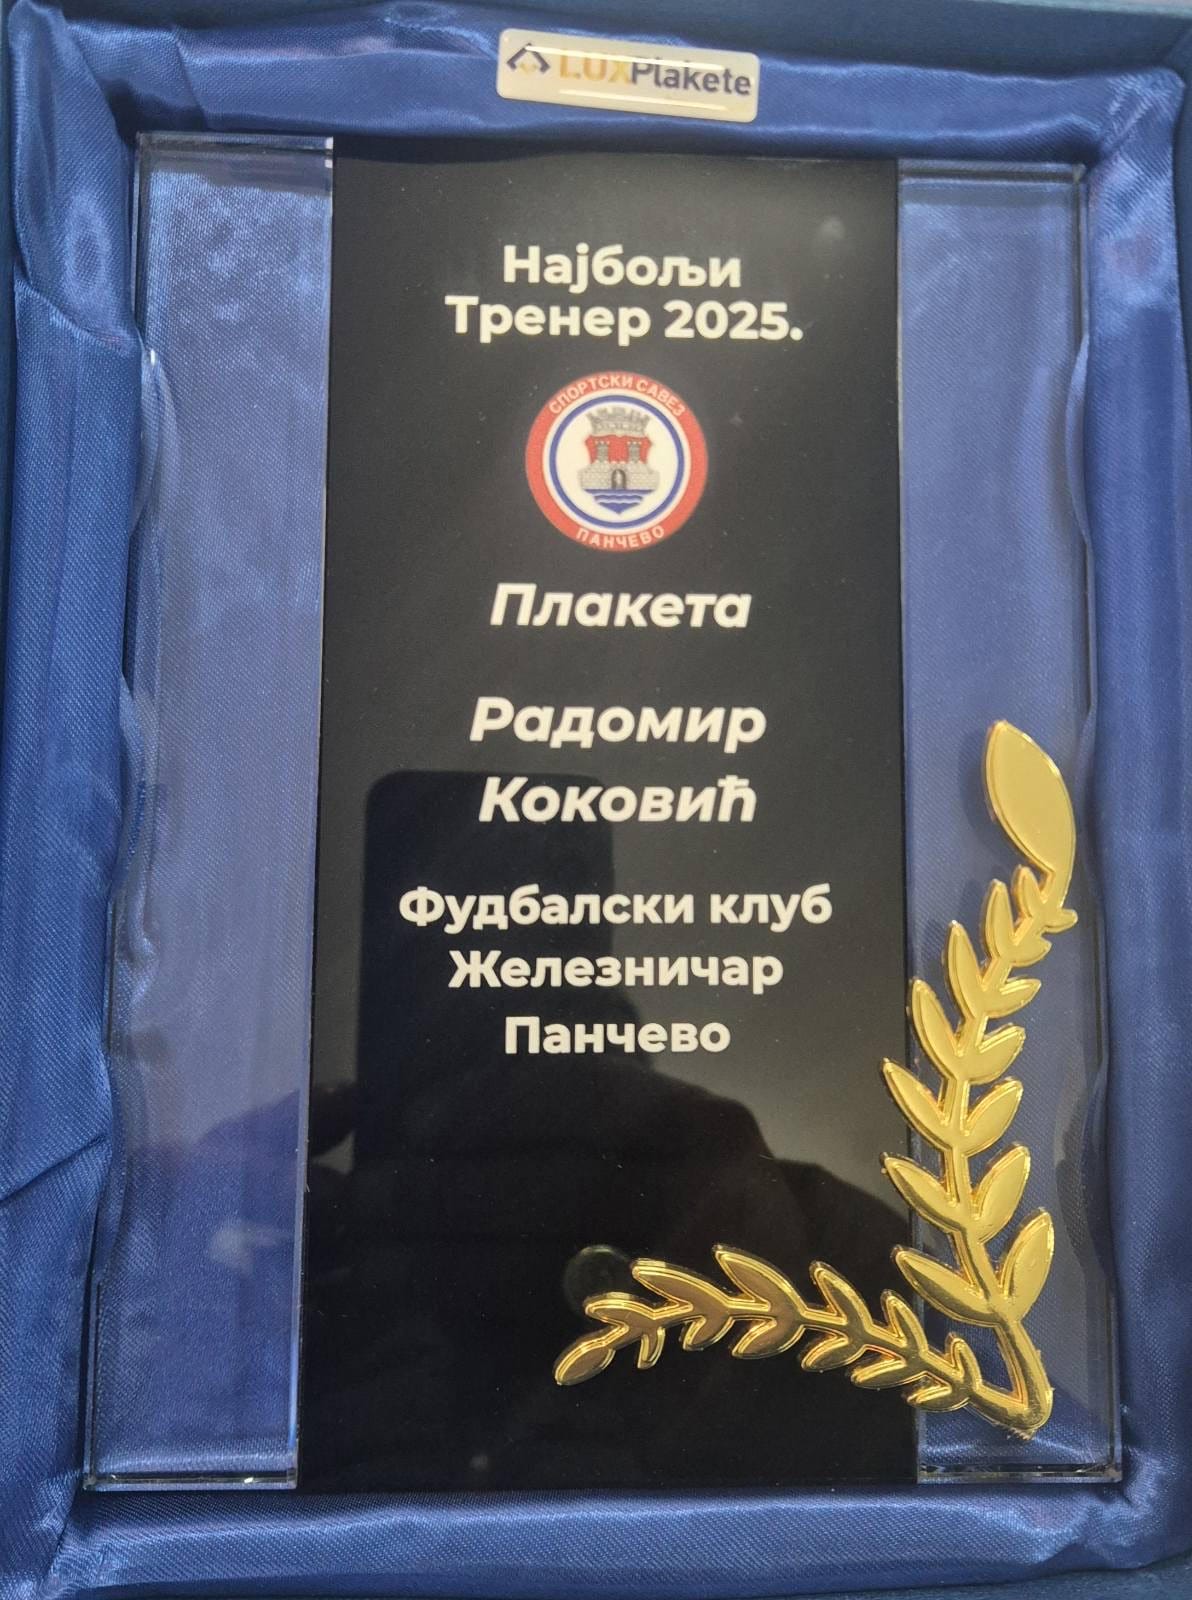 LUXPlakete
Најбољи
Тренер 2025.
СПОРТСКИ САВЕЗ
ПАНЧЕВО
Плакета
Радомир
Коковић
Фудбалски клуб
Железничар
Панчево